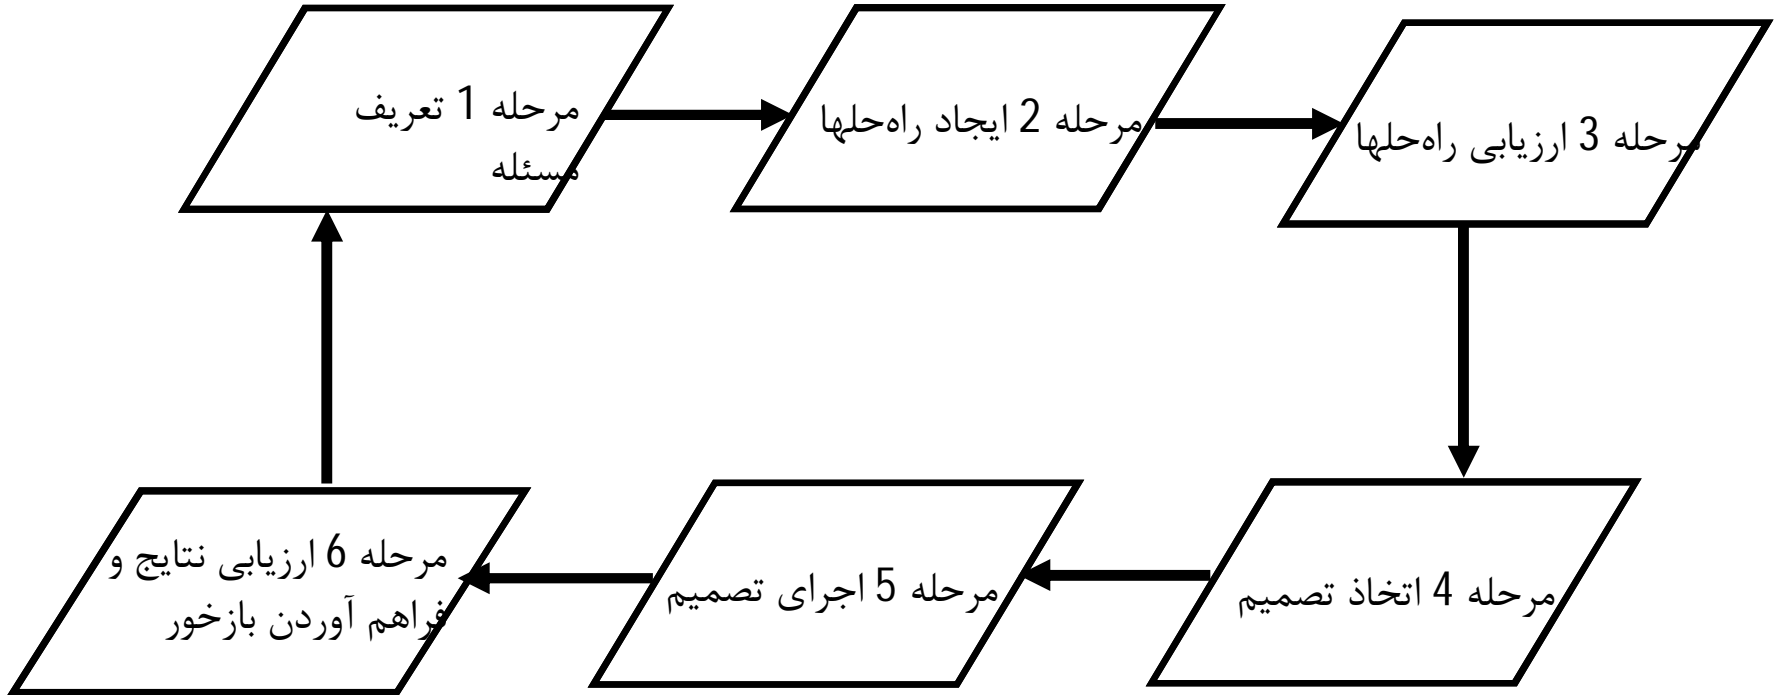 مرحله 1 تعریف
مسئله
مرحله 2 ایجاد راه‌حلها
مرحله 3 ارزیابی راه‌حلها
مرحله 4 اتخاذ تصمیم
مرحله 5 اجرای تصمیم
مرحله 6 ارزیابی نتایج و
فراهم آوردن بازخور